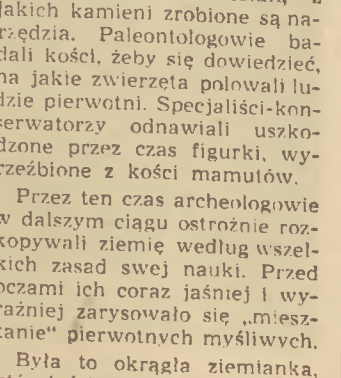 jakich kamieni zrobione są na-
rzędzia. Paleontologowie ba-
dali kości, żeby się dowiedzieć,
na jakie zwierzęta polowali lu-
dzie pierwotni. Specjaliści-kon-
serwatorzy odnawiali uszko-
dzone przez czas figurki, wy-
rzeźbione z kości mamutów.
Przez ten czas archeologowie
w dalszym ciągu ostrożnie roz-
kopywali ziemię według wszel-
kich zasad swej nauki. Przed
oczami ich coraz jaśniej i wy-
raźniej zarysowało się „miesz-
kanie“ pierwotnych myśliwych.
Była to okrągła ziemianka,